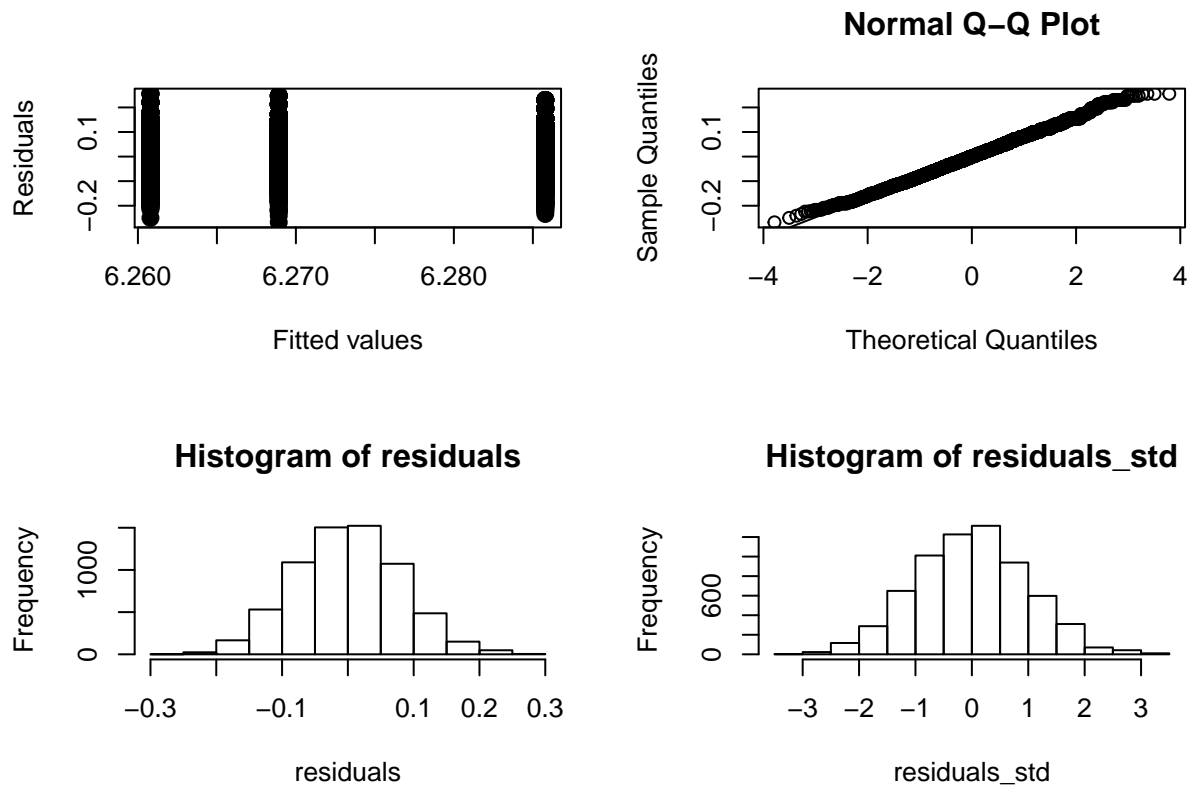 Residuals
0.1
−0.2
6.260 6.270 6.280
Fitted values
Normal Q−Q Plot
Sample Quantiles
0.1
−0.2
−4 −2 0 2 4
Theoretical Quantiles
Histogram of residuals
Frequency
1000
0
−0.3 −0.1 0.1 0.2 0.3
residuals
Histogram of residuals_std
Frequency
600
0
−3 −2 −1 0 1 2 3
residuals_std